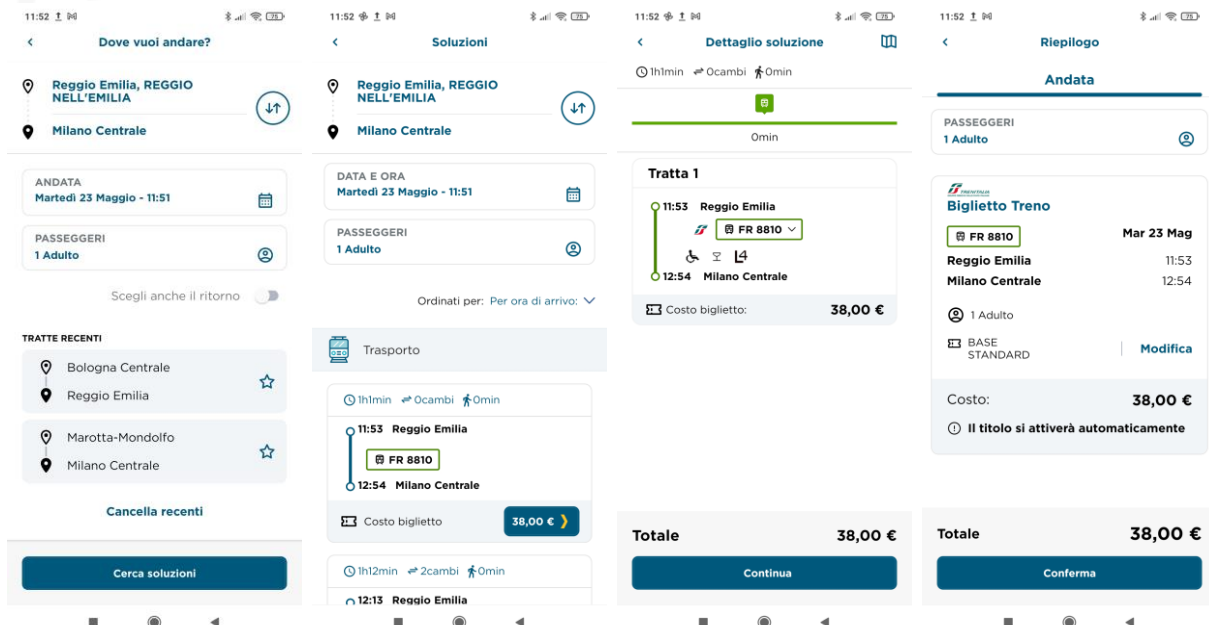 11:52
75
Dove vuoi andare?
Reggio Emilia, REGGIO
NELL'EMILIA
Milano Centrale
ANDATA
Martedì 23 Maggio - 11:51
PASSEGGERI
1 Adulto
Scegli anche il ritorno
TRATTE RECENTI
Bologna Centrale
Reggio Emilia
Marotta-Mondolfo
Milano Centrale
Cancella recenti
Cerca soluzioni
11:52
75
Soluzioni
Reggio Emilia, REGGIO
NELL'EMILIA
Milano Centrale
DATA E ORA
Martedì 23 Maggio - 11:51
PASSEGGERI
1 Adulto
Ordinati per: Per ora di arrivo:
Trasporto
1h1min 0cambi 0min
11:53 Reggio Emilia
FR 8810
12:54 Milano Centrale
Costo biglietto 38,00 €
1h12min 2cambi 0min
12:13 Reggio Emilia
11:52
75
Dettaglio soluzione
1h1min 0cambi 0min
0min
Tratta 1
11:53 Reggio Emilia
FR 8810
12:54 Milano Centrale
Costo biglietto: 38,00 €
Totale 38,00 €
Continua
11:52
75
Riepilogo
Andata
PASSEGGERI
1 Adulto
TRENITALIA
Biglietto Treno
FR 8810 Mar 23 Mag
Reggio Emilia 11:53
Milano Centrale 12:54
1 Adulto
BASE
STANDARD
Modifica
Costo: 38,00 €
Il titolo si attiverà automaticamente
Totale 38,00 €
Conferma